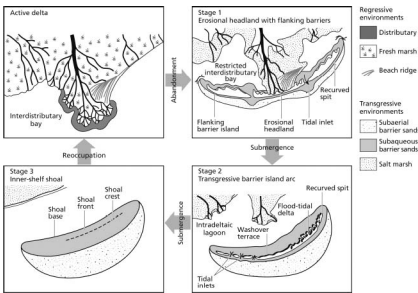 Active delta
Interdistributary
bay
Abandonment
Stage 1
Erosional headland with flanking barriers
Restricted
interdistributary
bay
Recurved
spit
Flanking
barrier island
Erosional
headland
Tidal inlet
Submergence
Stage 2
Transgressive barrier island arc
Recurved spit
Flood-tidal
delta
Intradeltaic
lagoon
Washover
terrace
Tidal
inlets
Submergence
Stage 3
Inner-shelf shoal
Shoal
base
Shoal
front
Shoal
crest
Reoccupation
Regressive
environments
Distributary
Fresh marsh
Beach ridge
Transgressive
environments
Subaerial
barrier sand
Subaqueous
barrier sands
Salt marsh